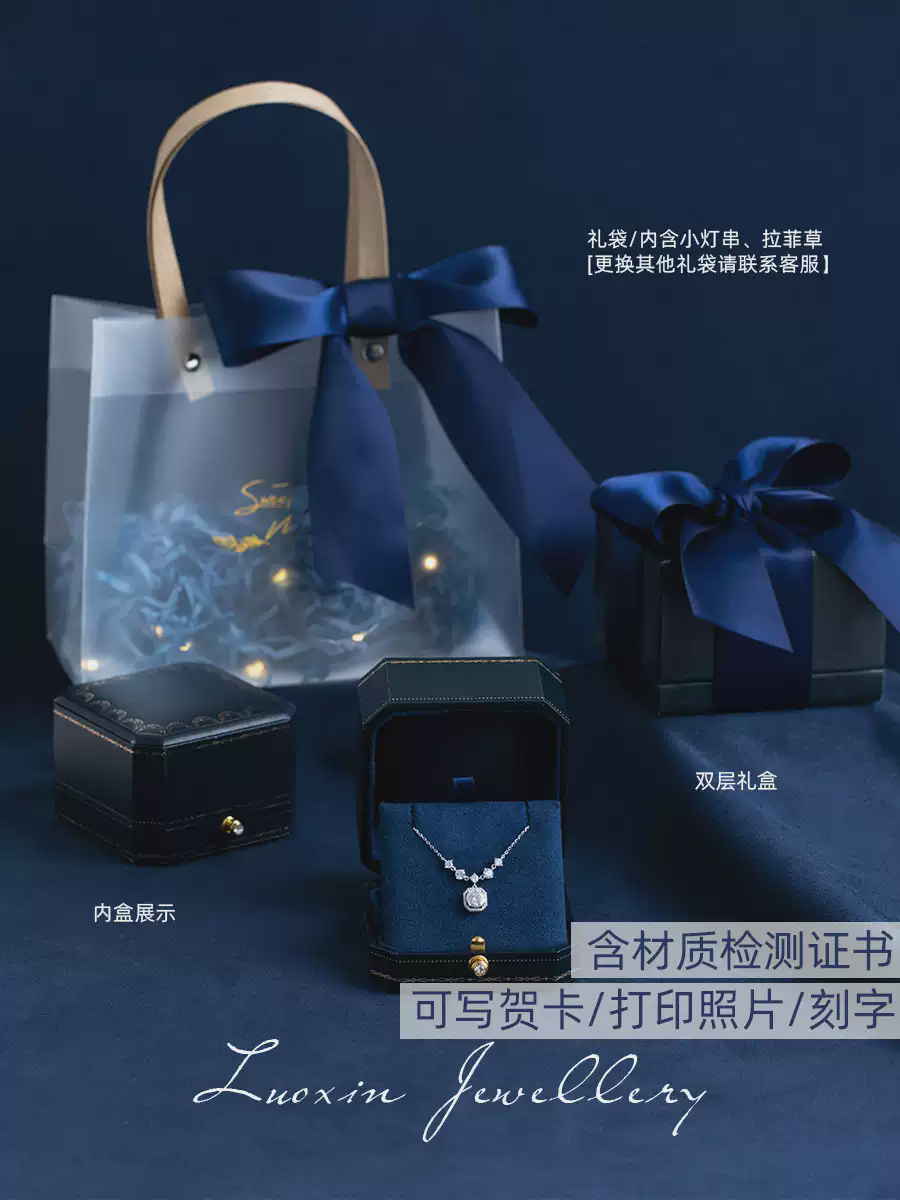 礼袋/内含小灯串、拉菲草
[更换其他礼袋请联系客服】
双层礼盒
内盒展示
含材质检测证书
可写贺卡/打印照片/刻字
Luoxin Jewellery